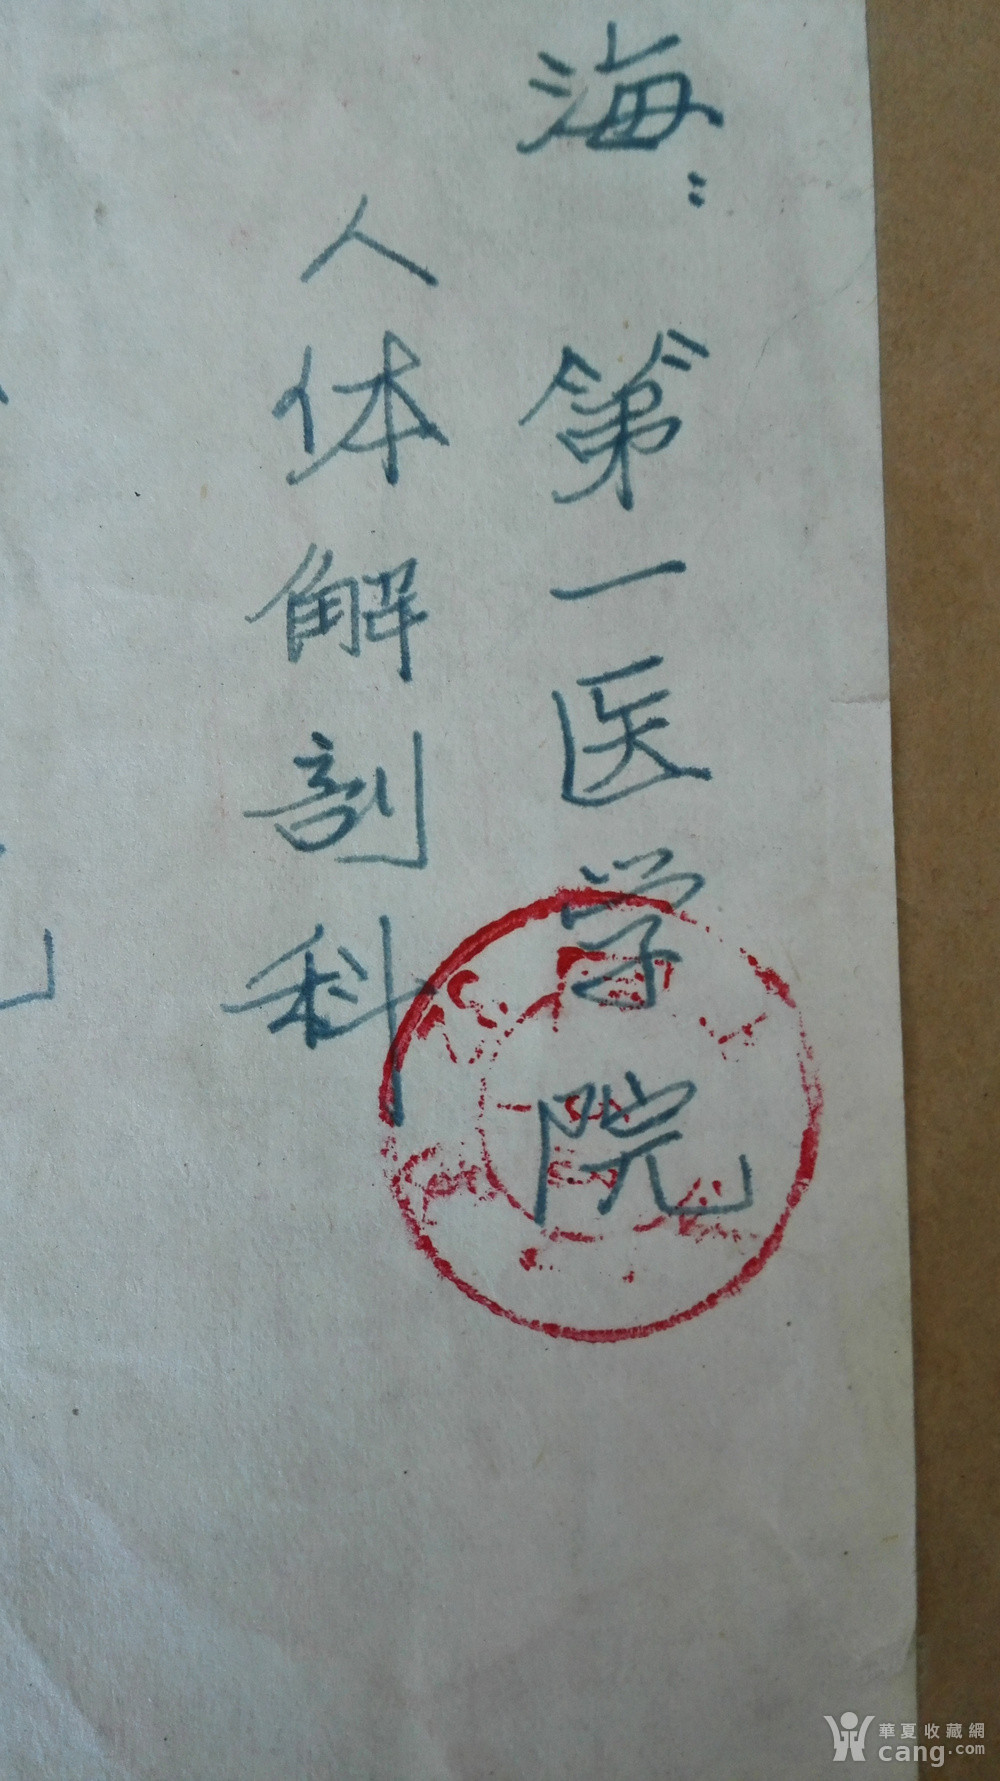 海：第一医学院
人体解剖科
華夏收藏網
cang.com